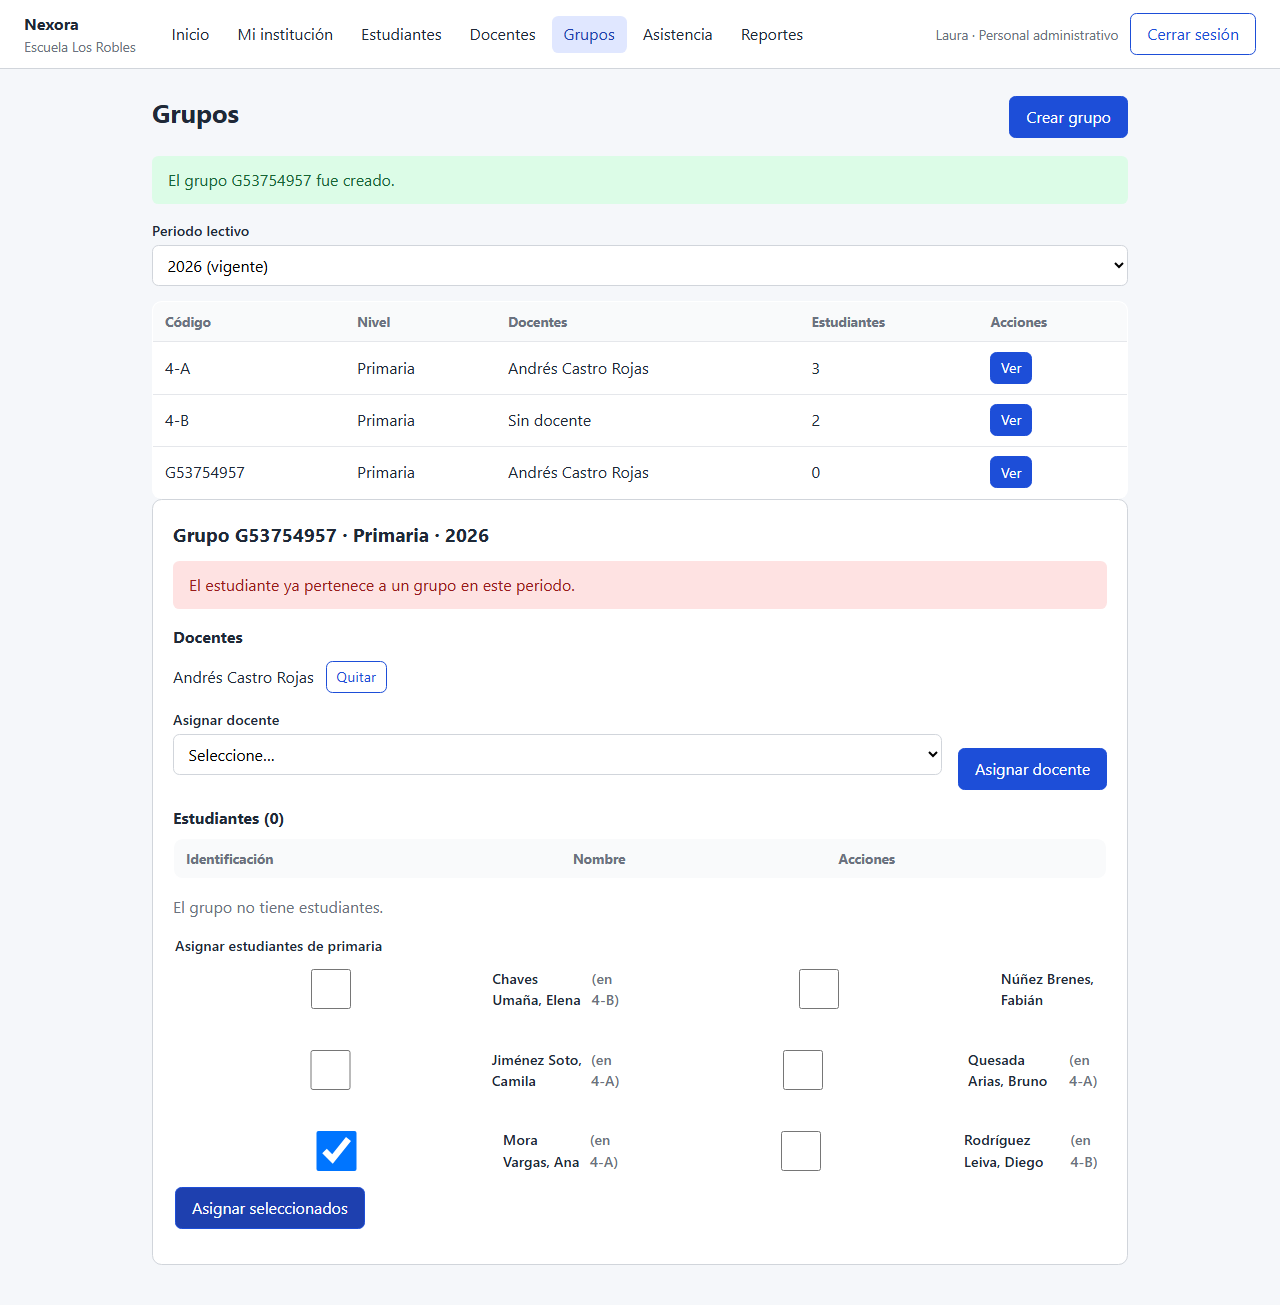 Nexora
Escuela Los Robles
Inicio
Mi institución
Estudiantes
Docentes
Grupos
Asistencia
Reportes
Laura · Personal administrativo
Cerrar sesión
Grupos
Crear grupo
El grupo G53754957 fue creado.
Periodo lectivo
2026 (vigente)
Código Nivel Docentes Estudiantes Acciones
4-A Primaria Andrés Castro Rojas 3 Ver
4-B Primaria Sin docente 2 Ver
G53754957 Primaria Andrés Castro Rojas 0 Ver
Grupo G53754957 · Primaria · 2026
El estudiante ya pertenece a un grupo en este periodo.
Docentes
Andrés Castro Rojas Quitar
Asignar docente
Seleccione...
Asignar docente
Estudiantes (0)
Identificación Nombre Acciones
El grupo no tiene estudiantes.
Asignar estudiantes de primaria
Chaves
Umaña, Elena
(en
4-B)
Núñez Brenes,
Fabián
Jiménez Soto,
Camila
(en
4-A)
Quesada
Arias, Bruno
(en
4-A)
Mora
Vargas, Ana
(en
4-A)
Rodríguez
Leiva, Diego
(en
4-B)
Asignar seleccionados